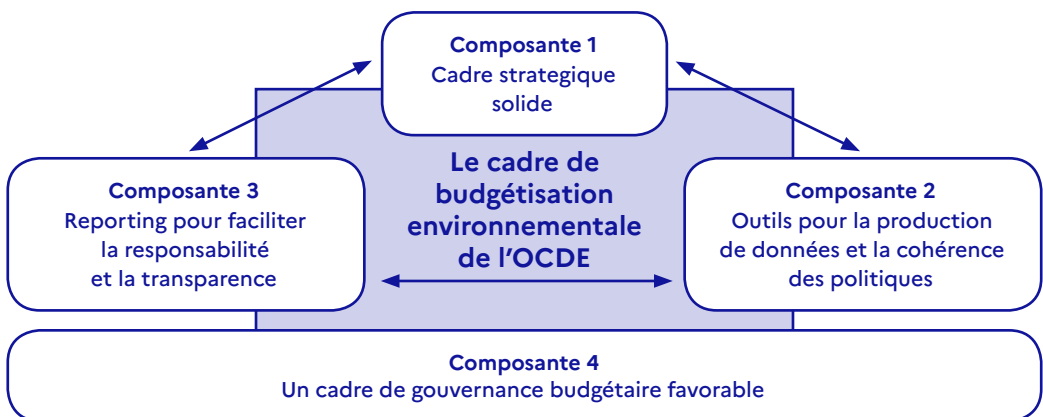 Composante 1
Cadre strategique
solide
Le cadre de
budgétisation
environnementale
de l’OCDE
Composante 3
Reporting pour faciliter
la responsabilité
et la transparence
Composante 2
Outils pour la production
de données et la cohérence
des politiques
Composante 4
Un cadre de gouvernance budgétaire favorable